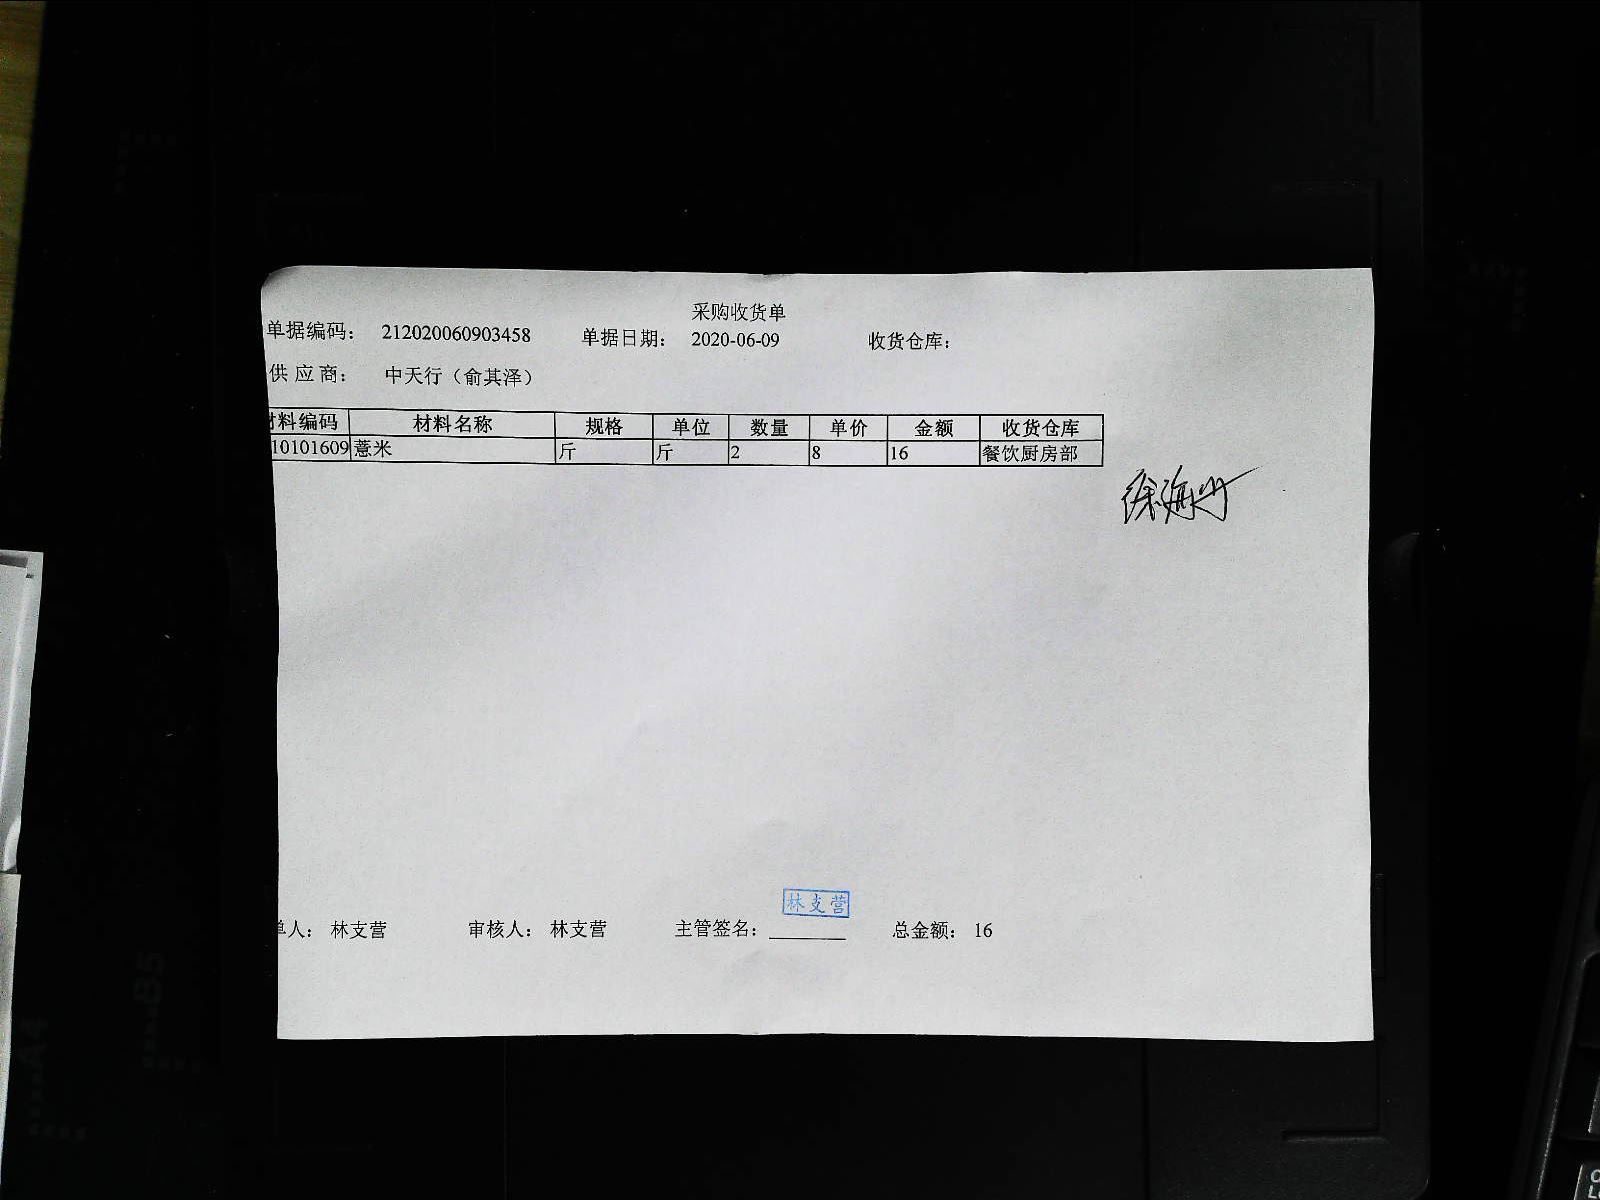 采购收货单
单据编码： 212020060903458 单据日期： 2020-06-09 收货仓库：
供 应 商： 中天行（俞其泽）
材料编码 材料名称 规格 单位 数量 单价 金额 收货仓库
10101609 薏米 斤 斤 2 8 16 餐饮厨房部
林支营
单人： 林支营 审核人： 林支营 主管签名： 总金额： 16
B5
A4